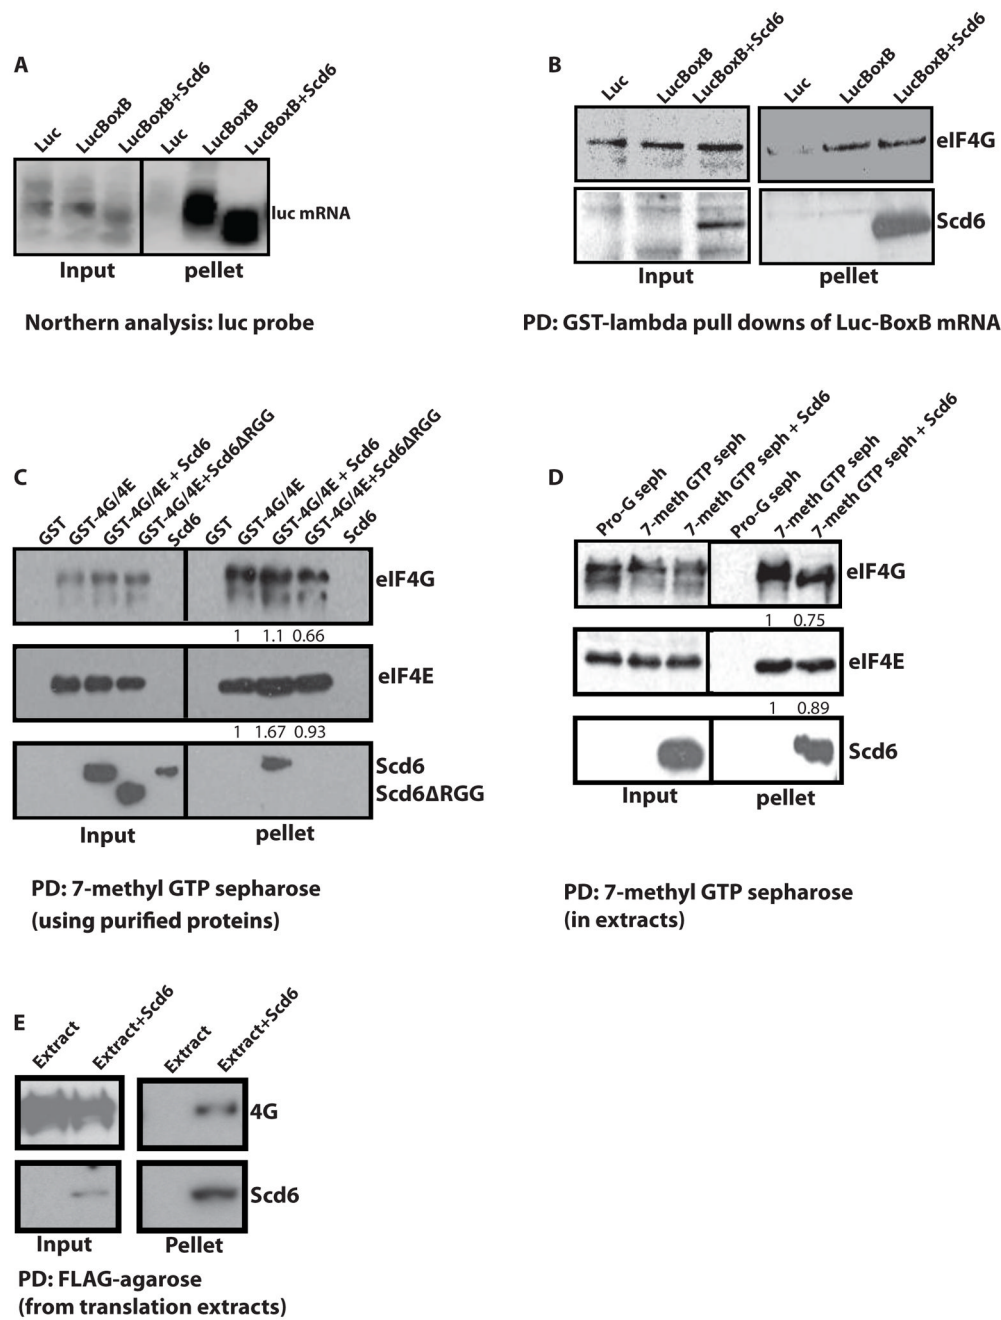 A
Luc
LucBoxB
LucBoxB+Scd6
Luc
LucBoxB
LucBoxB+Scd6
luc mRNA
Input
pellet
Northern analysis: luc probe
B
Luc
LucBoxB
LucBoxB+Scd6
Luc
LucBoxB
LucBoxB+Scd6
eIF4G
Scd6
Input
pellet
PD: GST-lambda pull downs of Luc-BoxB mRNA
C
GST
GST-4G/4E
GST-4G/4E + Scd6
GST-4G/4E+Scd6ΔRGG
Scd6
GST
GST-4G/4E
GST-4G/4E + Scd6
GST-4G/4E+Scd6ΔRGG
Scd6
eIF4G
1 1.1 0.66
eIF4E
1 1.67 0.93
Scd6
Scd6ΔRGG
Input
pellet
PD: 7-methyl GTP sepharose
(using purified proteins)
D
Pro-G seph
7-meth GTP seph
7-meth GTP seph + Scd6
Pro-G seph
7-meth GTP seph
7-meth GTP seph + Scd6
eIF4G
1 0.75
eIF4E
1 0.89
Scd6
Input
pellet
PD: 7-methyl GTP sepharose
(in extracts)
E
Extract
Extract+Scd6
Extract
Extract+Scd6
4G
Scd6
Input
Pellet
PD: FLAG-agarose
(from translation extracts)